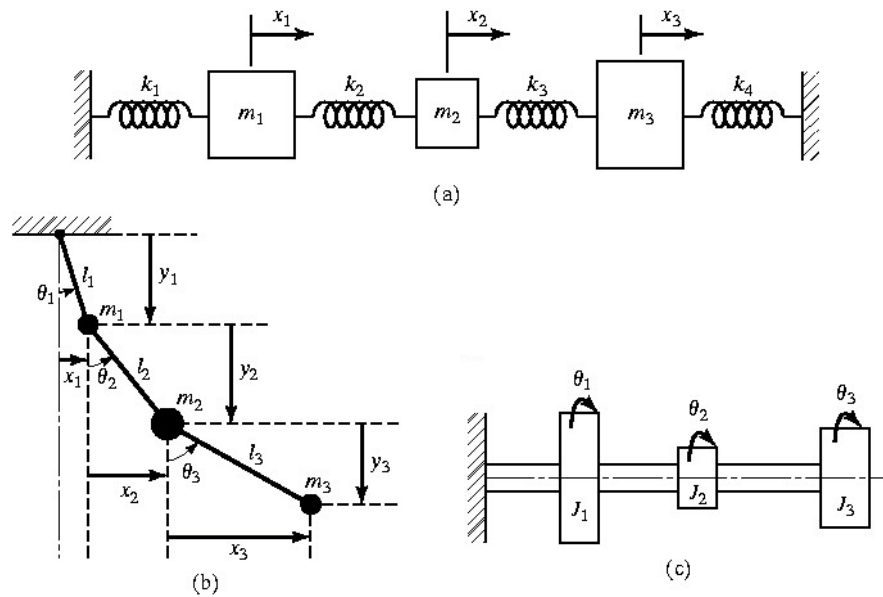 x₁ x₂ x₃
k₁ k₂ k₃ k₄
m₁ m₂ m₃
(a)
y₁
l₁
θ₁
m₁
x₁ θ₂ l₂ y₂
m₂
θ₃ l₃ y₃
x₂ m₃
x₃
(b)
θ₁ θ₂ θ₃
J₁ J₂ J₃
(c)